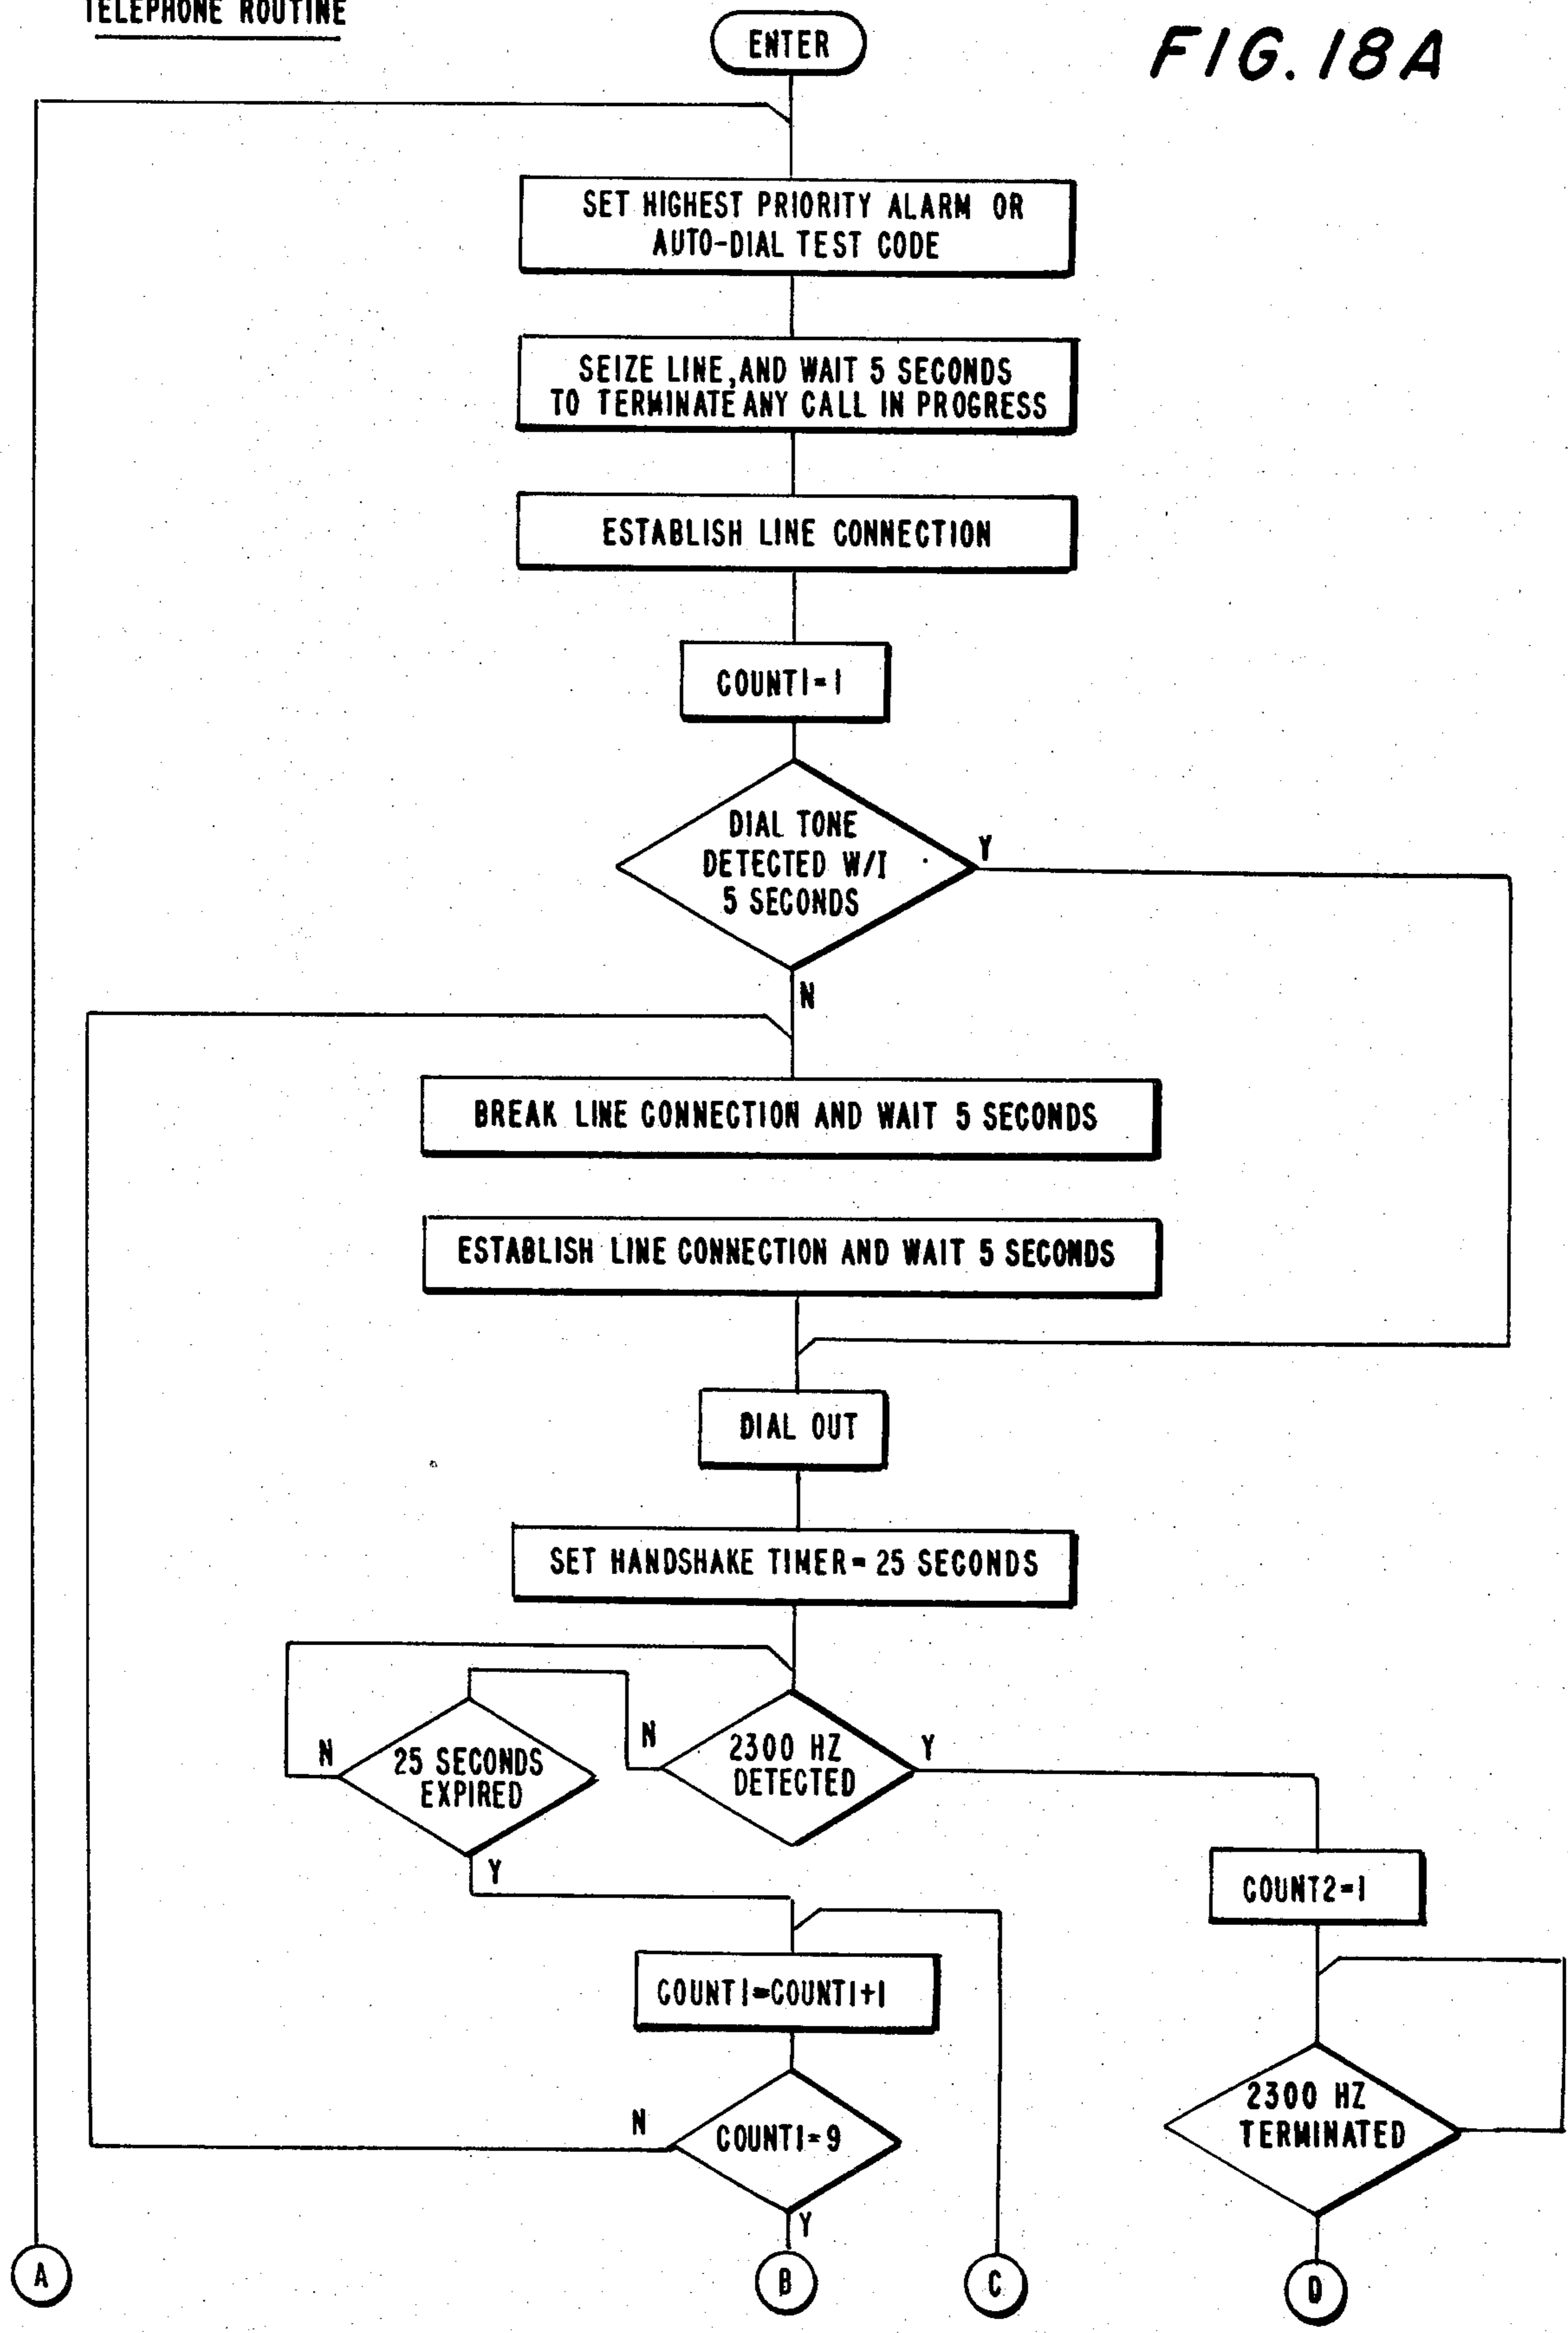 TELEPHONE ROUTINE
FIG. 18A
ENTER
SET HIGHEST PRIORITY ALARM OR
AUTO-DIAL TEST CODE
SEIZE LINE, AND WAIT 5 SECONDS
TO TERMINATE ANY CALL IN PROGRESS
ESTABLISH LINE CONNECTION
COUNT1=1
DIAL TONE
DETECTED W/I
5 SECONDS
Y
N
BREAK LINE CONNECTION AND WAIT 5 SECONDS
ESTABLISH LINE CONNECTION AND WAIT 5 SECONDS
DIAL OUT
SET HANDSHAKE TIMER=25 SECONDS
N
25 SECONDS
EXPIRED
Y
N
2300 HZ
DETECTED
Y
COUNT2=1
COUNT1=COUNT1+1
N
COUNT1=9
Y
2300 HZ
TERMINATED
A
B
C
D